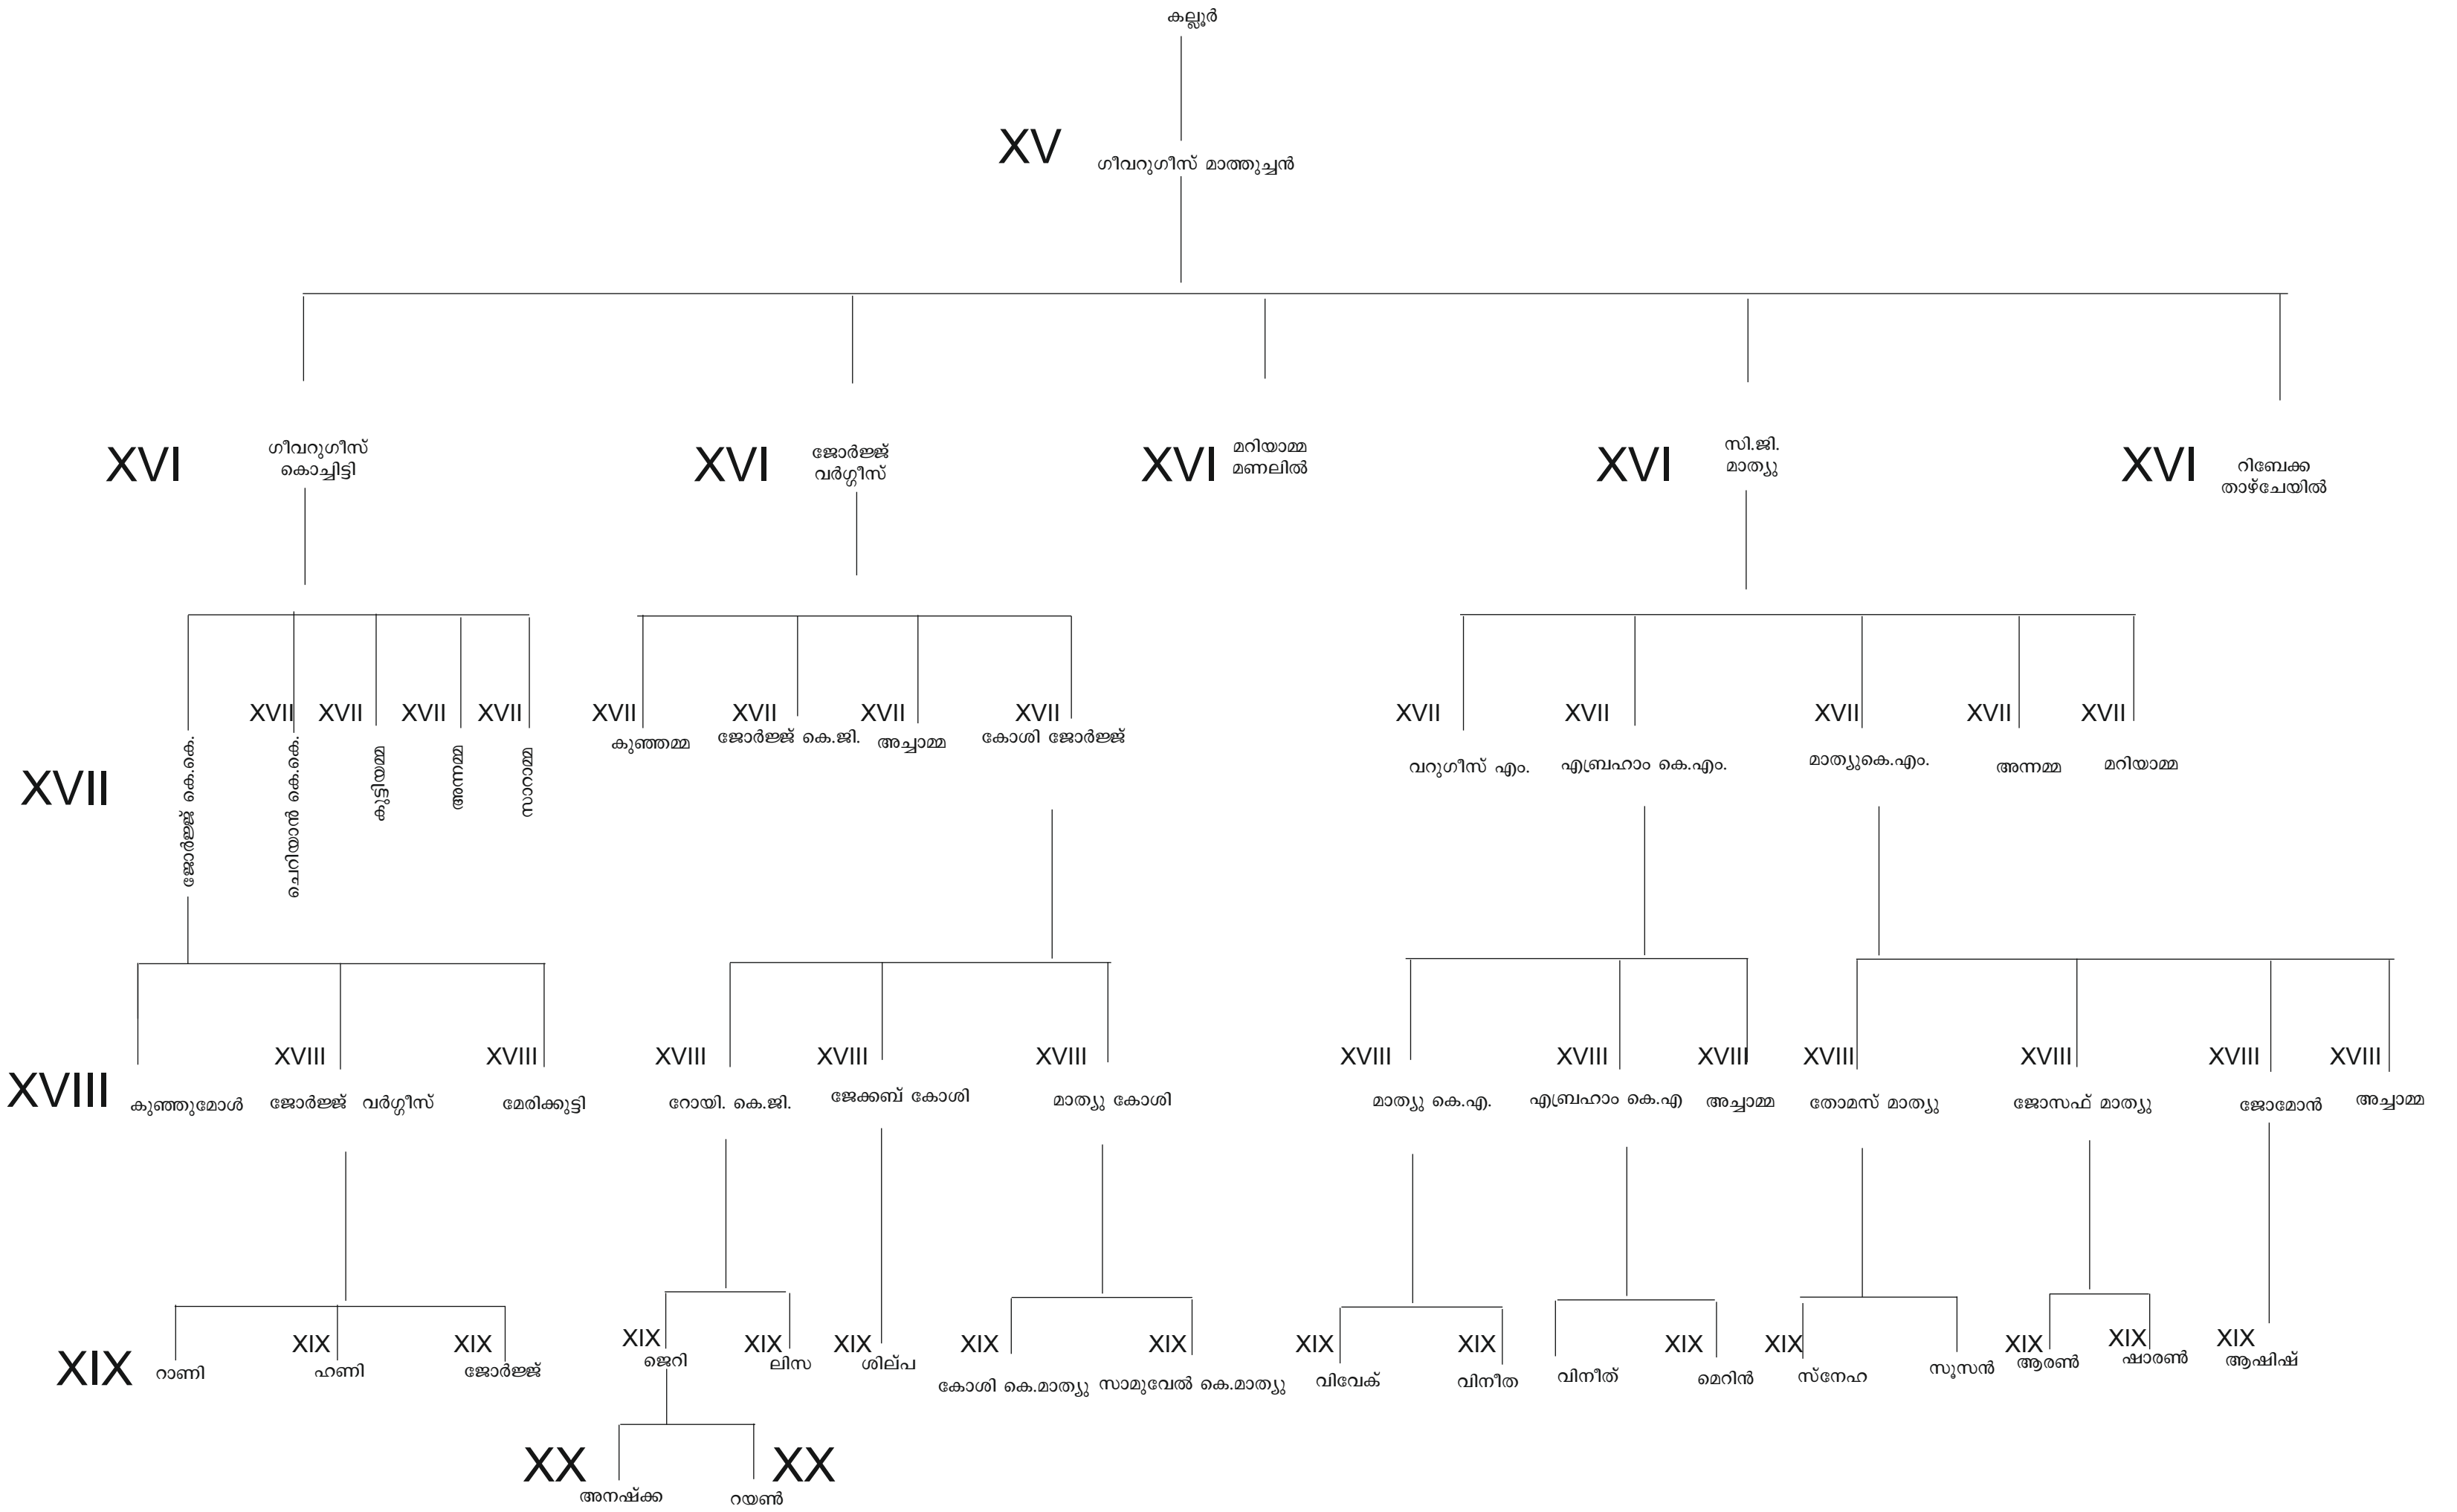 കല്ലൂർ
XV
ഗീവറുഗീസ് മാത്തുച്ചൻ
XVI
ഗീവറുഗീസ്
കൊച്ചിട്ടി
XVI
ജോർജ്ജ്
വർഗ്ഗീസ്
XVI
മറിയാമ്മ
മണലിൽ
XVI
സി.ജി.
മാത്യു
XVI
റിബേക്ക
താഴ്ചേയിൽ
XVII
ജോർജ്ജ് കെ.കെ.
XVII
ചെറിയാൻ കെ.കെ.
XVII
കുട്ടിയമ്മ
XVII
അന്നമ്മ
XVII
സാറാമ്മ
XVII
കുഞ്ഞമ്മ
XVII
ജോർജ്ജ് കെ.ജി.
XVII
അച്ചാമ്മ
XVII
കോശി ജോർജ്ജ്
XVII
വറുഗീസ് എം.
XVII
എബ്രഹാം കെ.എം.
XVII
മാത്യുകെ.എം.
XVII
അന്നമ്മ
XVII
മറിയാമ്മ
XVIII
കുഞ്ഞുമോൾ
XVIII
ജോർജ്ജ് വർഗ്ഗീസ്
XVIII
മേരിക്കുട്ടി
XVIII
റോയി. കെ.ജി.
XVIII
ജേക്കബ് കോശി
XVIII
മാത്യു കോശി
XVIII
മാത്യു കെ.എ.
XVIII
എബ്രഹാം കെ.എ
XVIII
അച്ചാമ്മ
XVIII
തോമസ് മാത്യു
XVIII
ജോസഫ് മാത്യു
XVIII
ജോമോൻ
XVIII
അച്ചാമ്മ
XIX
റാണി
XIX
ഹണി
XIX
ജോർജ്ജ്
XIX
ജെറി
XIX
ലിസ
XIX
ശില്പ
XIX
കോശി കെ.മാത്യു
XIX
സാമുവേൽ കെ.മാത്യു
XIX
വിവേക്
XIX
വിനീത
വിനീത്
XIX
മെറിൻ
XIX
സ്നേഹ
സൂസൻ
XIX
ആരൺ
XIX
ഷാരൺ
XIX
ആഷിഷ്
XX
അനഷ്ക്ക
XX
റയൺ